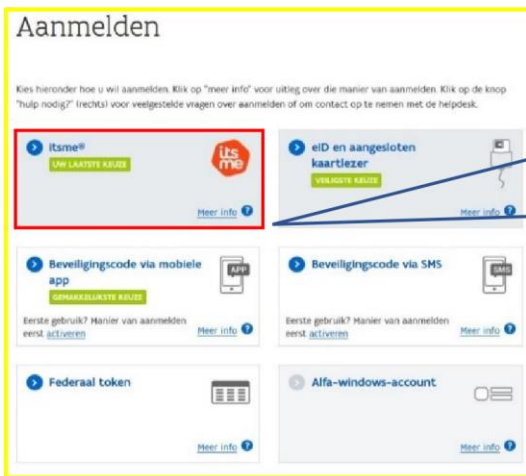 Aanmelden
Kies hieronder hoe u wil aanmelden. Klik op "meer info" voor uitleg over die manier van aanmelden. Klik op de knop
"hulp nodig?" (rechts) voor veelgestelde vragen over aanmelden of om contact op te nemen met de helpdesk.
itsme®
UW LAATSTE KEUZE
its
me
Meer info ?
eID en aangesloten
kaartlezer
VEILIGSTE KEUZE
Meer info ?
Beveiligingscode via mobiele
app
GEMAKKELIJKSTE KEUZE
APP
Eerste gebruik? Manier van aanmelden
eerst activeren
Meer info ?
Beveiligingscode via SMS
SMS
Eerste gebruik? Manier van aanmelden
eerst activeren
Meer info ?
Federaal token
Meer info ?
Alfa-windows-account
Meer info ?